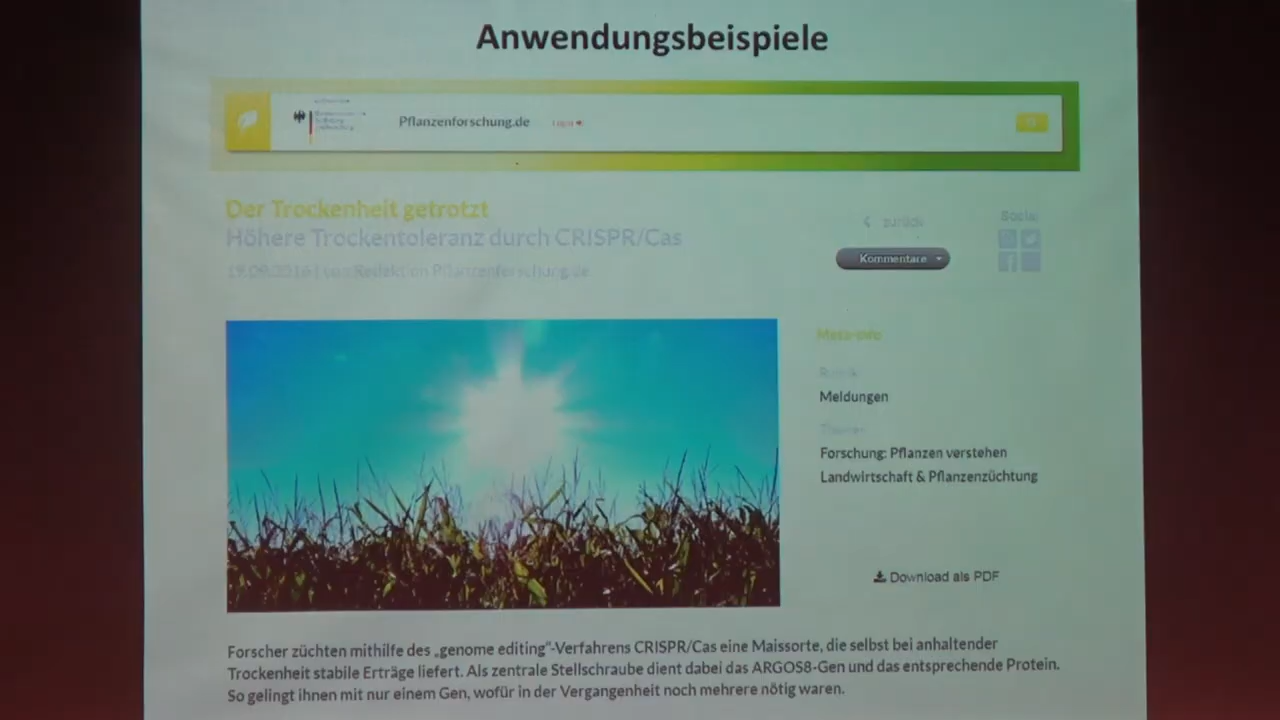 Anwendungsbeispiele
Pflanzenforschung.de
Login
Der Trockenheit getrotzt
Höhere Trockentoleranz durch CRISPR/Cas
19.09.2016 | von Redaktion Pflanzenforschung.de
zurück
Kommentare
Social
Meta-Info
Meldungen
Themen
Forschung: Pflanzen verstehen
Landwirtschaft & Pflanzenzüchtung
Download als PDF
Forscher züchten mithilfe des „genome editing“-Verfahrens CRISPR/Cas eine Maissorte, die selbst bei anhaltender
Trockenheit stabile Erträge liefert. Als zentrale Stellschraube dient dabei das ARGOS8-Gen und das entsprechende Protein.
So gelingt ihnen mit nur einem Gen, wofür in der Vergangenheit noch mehrere nötig waren.